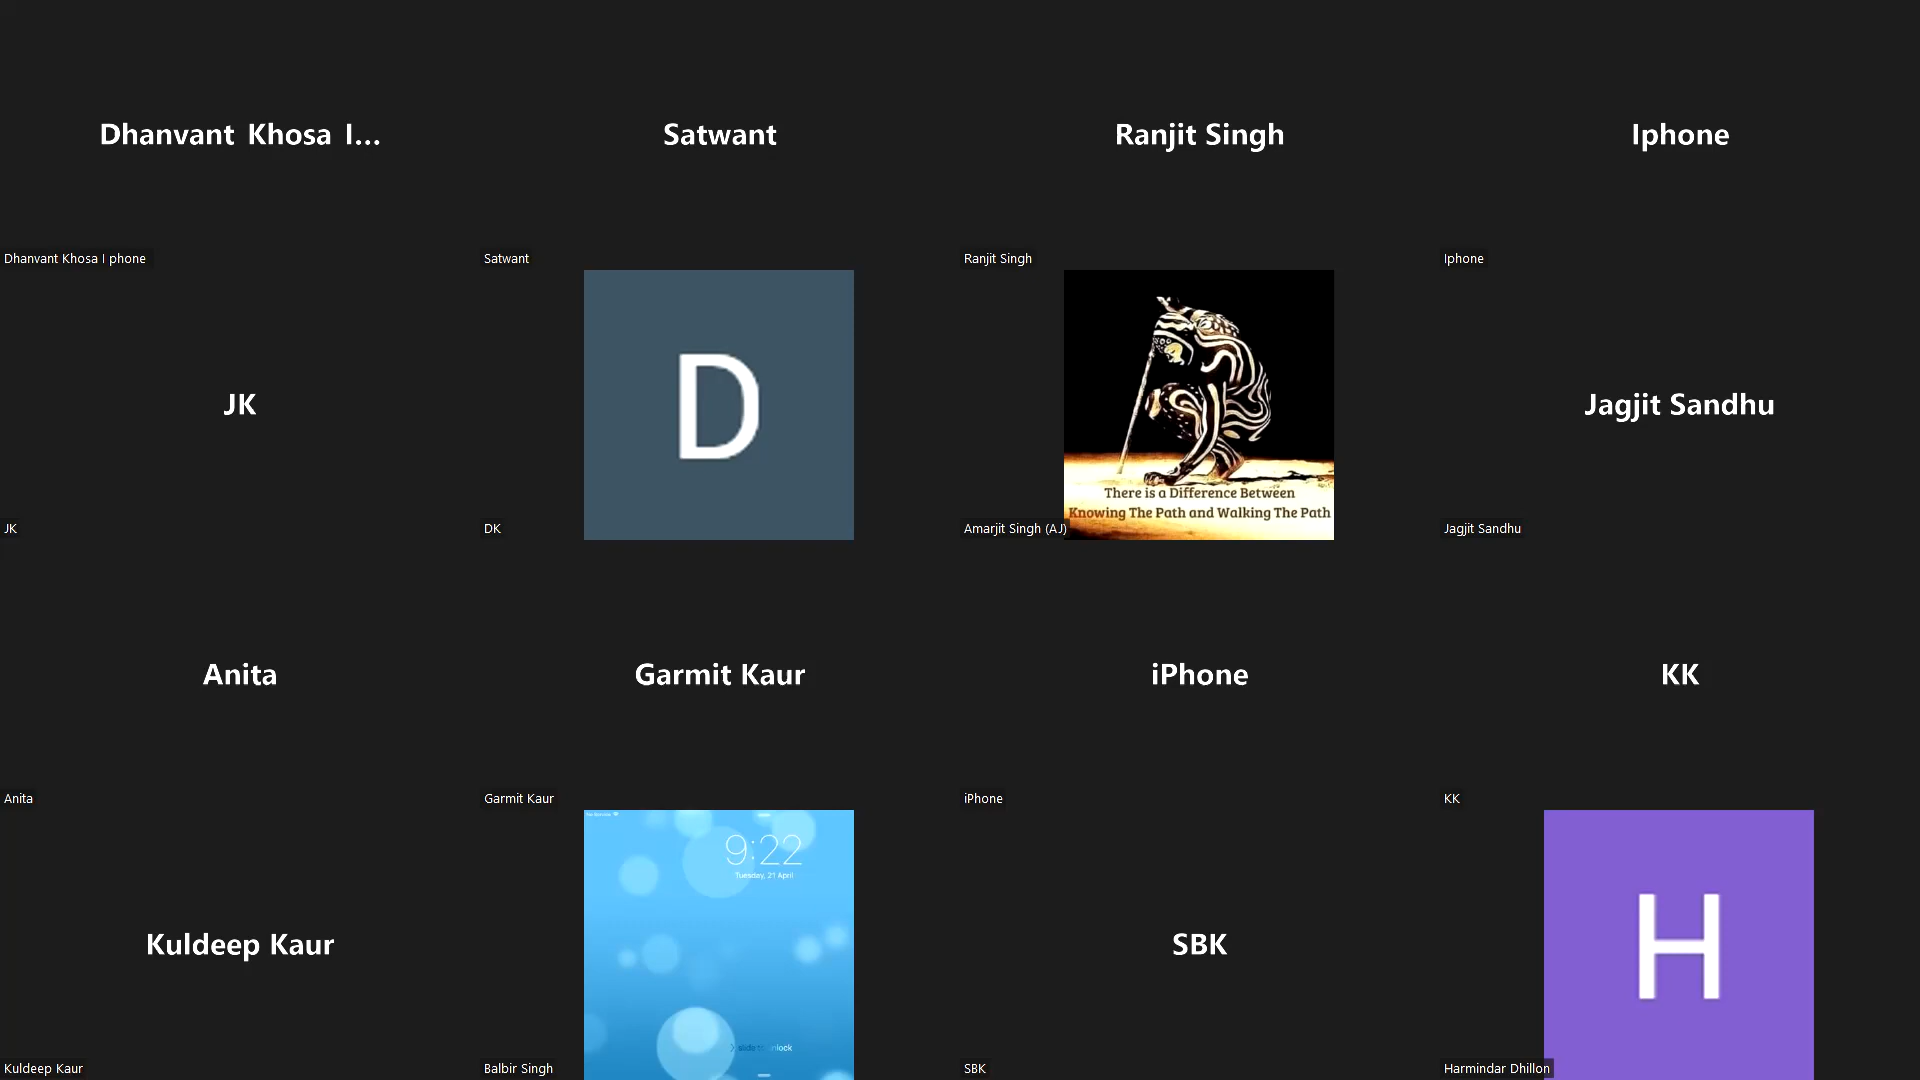 Dhanvant Khosa I...
Satwant
Ranjit Singh
Iphone
Dhanvant Khosa I phone
Satwant
Ranjit Singh
Iphone
JK
D
There is a Difference Between
Knowing The Path and Walking The Path
Jagjit Sandhu
JK
DK
Amarjit Singh (AJ)
Jagjit Sandhu
Anita
Garmit Kaur
iPhone
KK
Anita
Garmit Kaur
iPhone
KK
Kuldeep Kaur
9:22
Tuesday, 21 April
SBK
H
Kuldeep Kaur
Balbir Singh
SBK
Harmindar Dhillon